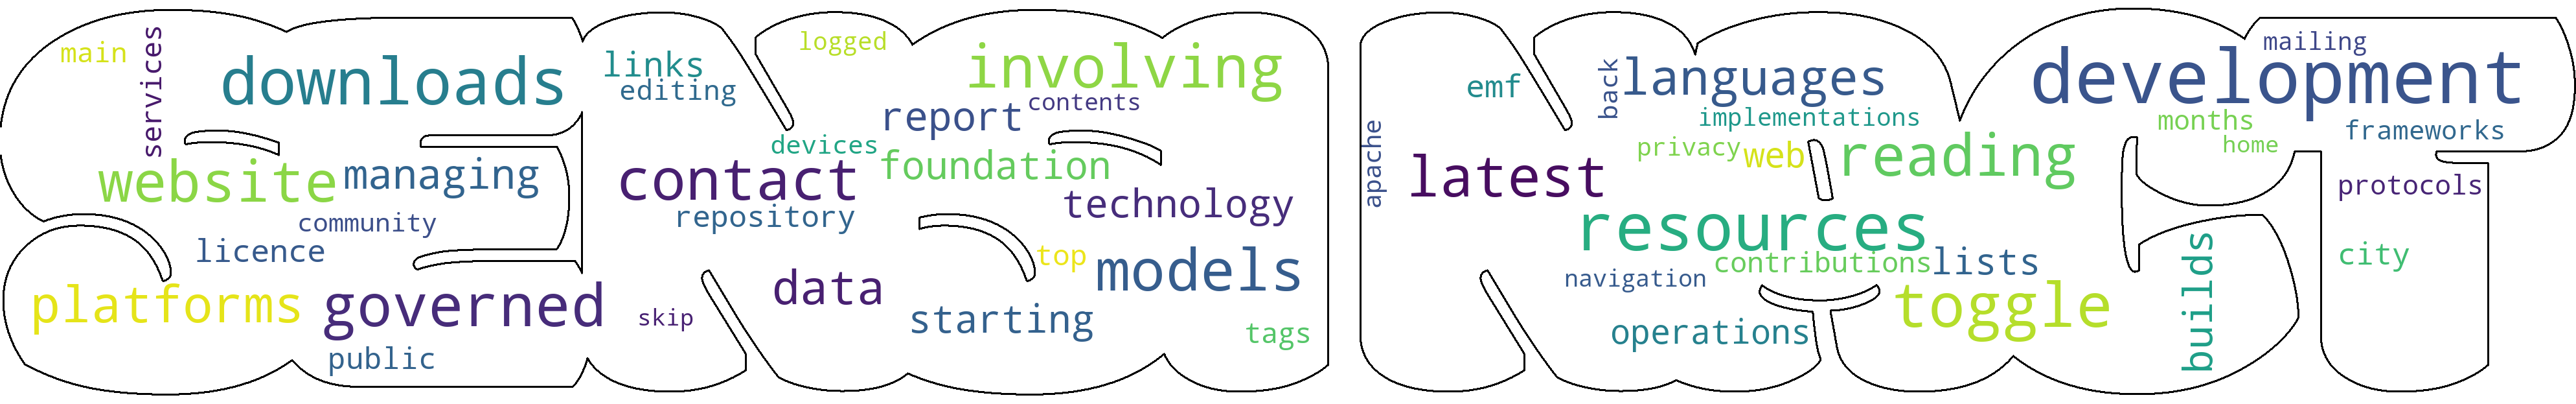 main
services
downloads
website
managing
community
licence
platforms
governed
public
links
editing
logged
involving
report
contents
devices
contact
foundation
repository
technology
top
models
data
skip
starting
tags
apache
emf
back
languages
implementations
privacy
web
reading
latest
resources
navigation
contributions
lists
toggle
operations
mailing
development
months
frameworks
home
protocols
city
builds